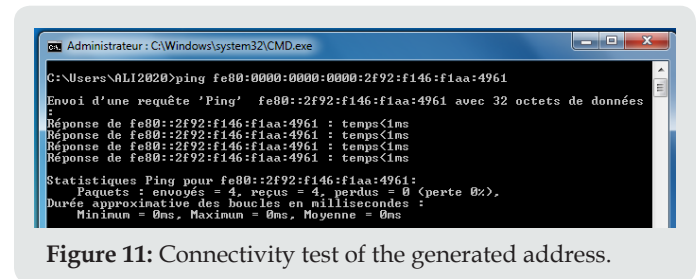 Administrateur : C:\Windows\system32\CMD.exe
C:\Users\ALI2020>ping fe80:0000:0000:0000:2f92:f146:f1aa:4961
Envoi d'une requête 'Ping'  fe80::2f92:f146:f1aa:4961 avec 32 octets de données
:
Réponse de fe80::2f92:f146:f1aa:4961 : temps<1ms
Réponse de fe80::2f92:f146:f1aa:4961 : temps<1ms
Réponse de fe80::2f92:f146:f1aa:4961 : temps<1ms
Réponse de fe80::2f92:f146:f1aa:4961 : temps<1ms
Statistiques Ping pour fe80::2f92:f146:f1aa:4961:
Paquets : envoyés = 4, reçus = 4, perdus = 0 (perte 0%),
Durée approximative des boucles en millisecondes :
Minimum = 0ms, Maximum = 0ms, Moyenne = 0ms
Figure 11: Connectivity test of the generated address.